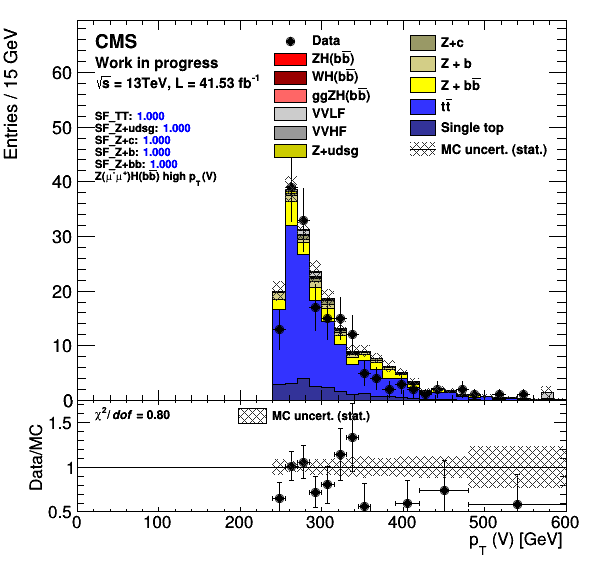 CMS
Work in progress
√s = 13TeV, L = 41.53 fb⁻¹
SF_TT: 1.000
SF_Z+udsg: 1.000
SF_Z+c: 1.000
SF_Z+b: 1.000
SF_Z+bb: 1.000
Z(μ⁻μ⁺)H(bb̅) high p_T(V)
Data
ZH(bb̅)
WH(bb̅)
ggZH(bb̅)
VVLF
VVHF
Z+udsg
Z+c
Z + b
Z + bb̅
tt̅
Single top
MC uncert. (stat.)
Entries / 15 GeV
60
50
40
30
20
10
0
χ²/dof = 0.80
MC uncert. (stat.)
Data/MC
1.5
1
0.5
0 100 200 300 400 500 600
p_T (V) [GeV]